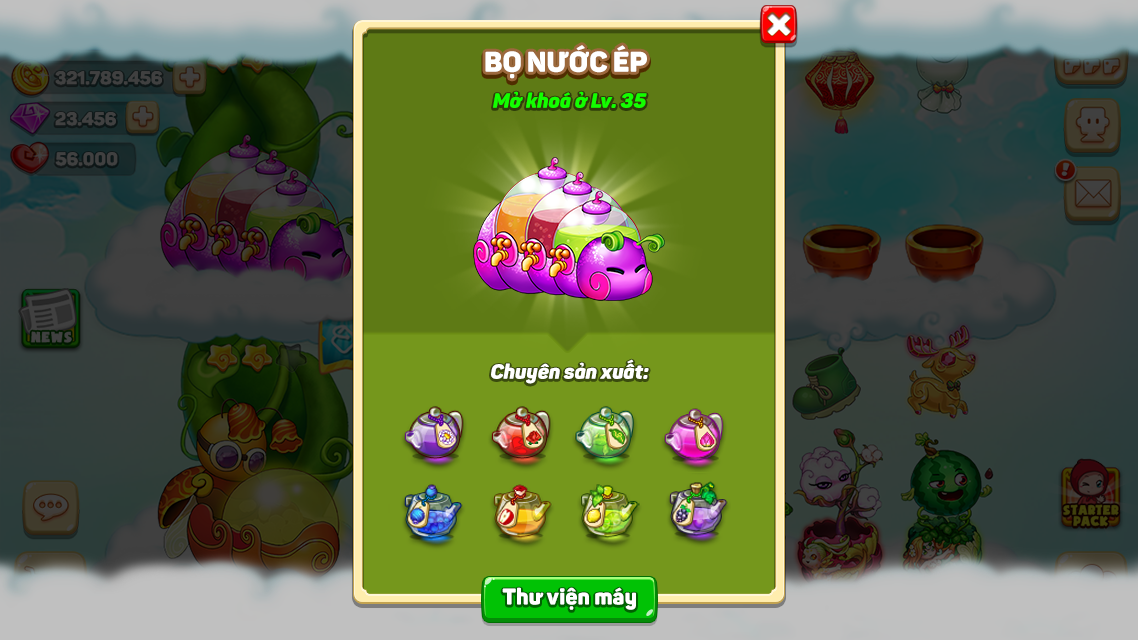 BỌ NƯỚC ÉP
Mở khoá ở Lv. 35
321.789.456
23.456
56.000
NEWS
Chuyên sản xuất:
STARTER
PACK
Thư viện máy